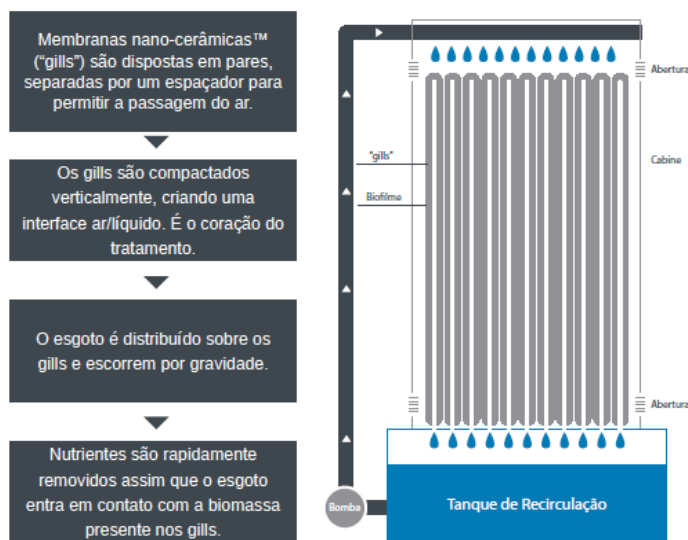 Membranas nano-cerâmicas™
(“gills”) são dispostas em pares,
separadas por um espaçador para
permitir a passagem do ar.
Os gills são compactados
verticalmente, criando uma
interface ar/líquido. É o coração do
tratamento.
O esgoto é distribuído sobre os
gills e escorrem por gravidade.
Nutrientes são rapidamente
removidos assim que o esgoto
entra em contato com a biomassa
presente nos gills.
Abertura
“gills”
Cabine
Biofilme
Abertura
Bomba
Tanque de Recirculação